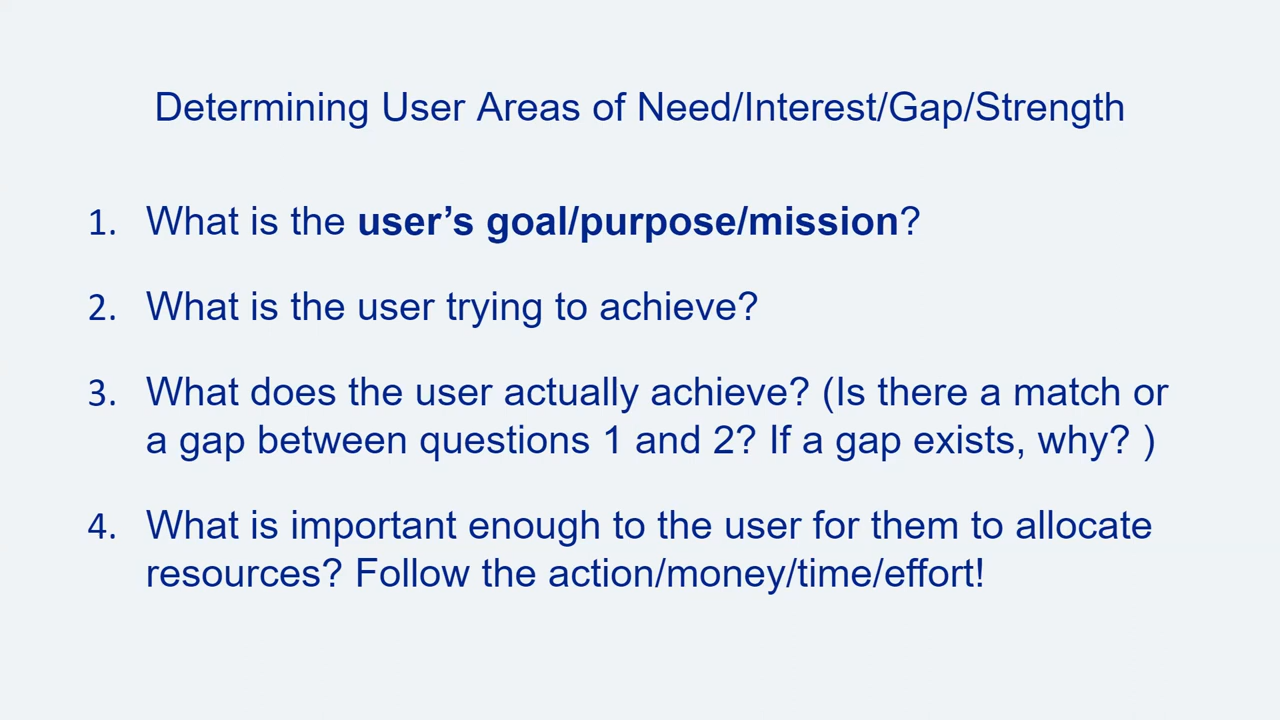 Determining User Areas of Need/Interest/Gap/Strength
1. What is the user’s goal/purpose/mission?
2. What is the user trying to achieve?
3. What does the user actually achieve? (Is there a match or
a gap between questions 1 and 2? If a gap exists, why? )
4. What is important enough to the user for them to allocate
resources? Follow the action/money/time/effort!